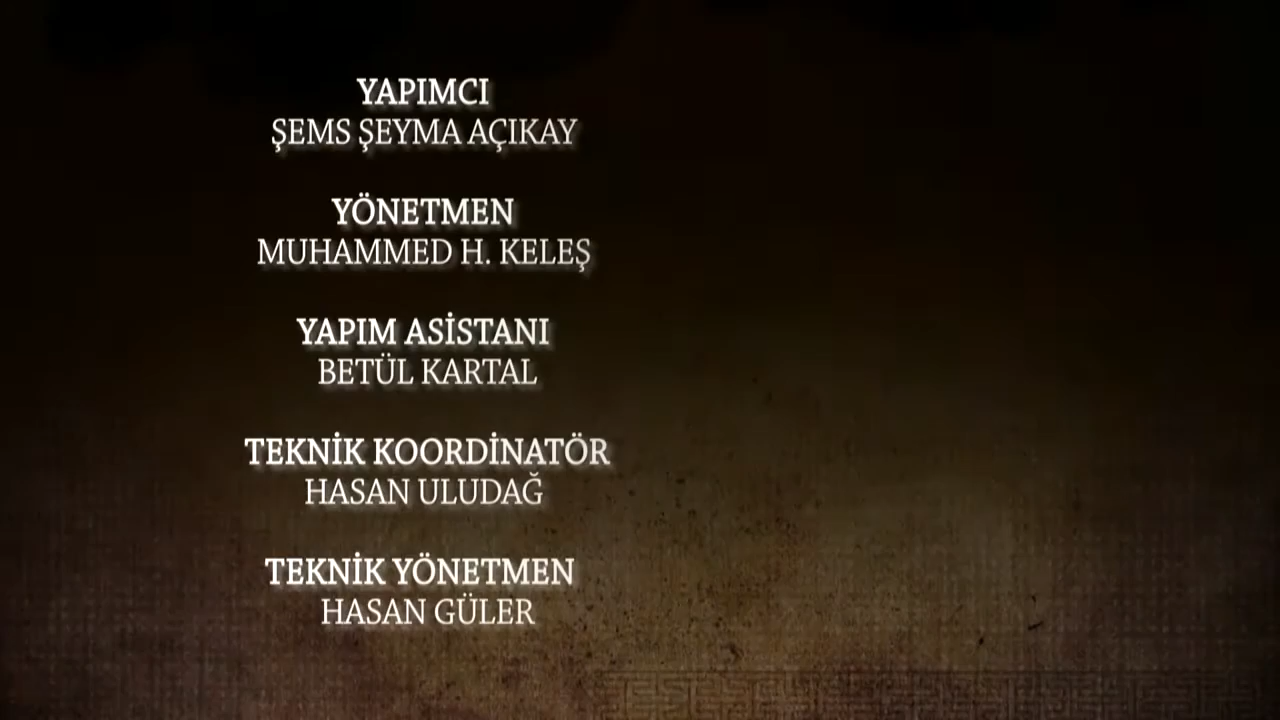 YAPIMCI
ŞEMS ŞEYMA AÇIKAY
YÖNETMEN
MUHAMMED H. KELEŞ
YAPIM ASİSTANI
BETÜL KARTAL
TEKNİK KOORDİNATÖR
HASAN ULUDAĞ
TEKNİK YÖNETMEN
HASAN GÜLER